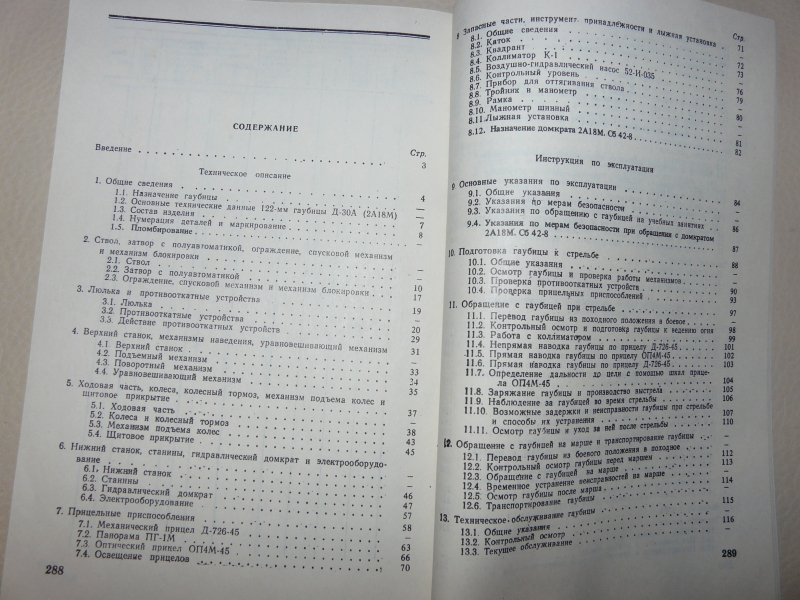 СОДЕРЖАНИЕ
Стр.
Введение . . . 3
Техническое описание
1. Общие сведения
1.1. Назначение гаубицы . . . 4
1.2. Основные технические данные 122-мм гаубицы Д-30А (2А18М) —
1.3. Состав изделия . . . 7
1.4. Нумерация деталей и маркирование . . . 8
1.5. Пломбирование . . . —
2. Ствол, затвор с полуавтоматикой, ограждение, спусковой механизм
и механизм блокировки
2.1. Ствол . . . 10
2.2. Затвор с полуавтоматикой . . . 17
2.3. Ограждение, спусковой механизм и механизм блокировки .
3. Люлька и противооткатные устройства
3.1. Люлька . . . 19
3.2. Противооткатные устройства . . . —
3.3. Действие противооткатных устройств . . . 20
4. Верхний станок, механизмы наведения, уравновешивающий механизм 29
4.1 Верхний станок . . . 31
4.2. Подъемный механизм . . . —
4.3. Поворотный механизм . . . 33
4.4. Уравновешивающий механизм . . . 24
5. Ходовая часть, колеса, колесный тормоз, механизм подъема колес и 35
щитовое прикрытие
5.1. Ходовая часть . . . 37
5.2. Колеса и колесный тормоз . . . —
5.3. Механизм подъема колес . . . 38
5.4. Щитовое прикрытие . . . 43
6. Нижний станок, станины, гидравлический домкрат и электрооборудо- 45
вание
6.1. Нижний станок . . . —
6.2. Станины . . . —
6.3. Гидравлический домкрат . . . 46
6.4. Электрооборудование . . . 47
7. Прицельные приспособления . . . 57
7.1. Механический прицел Д-726-45 . . . 58
7.2. Панорама ПГ-1М . . . —
7.3. Оптический прицел ОП4М-45 . . . 63
7.4. Освещение прицелов . . . 66
70
288
8 Запасные части, инструмент, принадлежности и лыжная установка . Стр.
8.1. Общие сведения . . . 71
8.2. Каток . . . —
8.3. Квадрант . . . 72
8.4. Коллиматор К-1 . . . 73
8.5. Воздушно-гидравлический насос 52-И-035 . . . —
8.6. Контрольный уровень . . . 76
8.7. Прибор для оттягивания ствола . . . 79
8.8. Тройник и манометр . . . —
8.9. Рамка . . . 80
8.10. Манометр шинный . . . —
8.11. Лыжная установка . . . 81
8.12. Назначение домкрата 2А18М. Сб 42-8 . . . 82
Инструкция по эксплуатации
9 Основные указания по эксплуатации
9.1. Общие указания . . . 84
9.2. Указания по мерам безопасности . . . —
9.3. Указания по обращению с гаубицей на учебных занятиях . 86
9.4. Указания по мерам безопасности при обращении с домкратом
2А18М. Сб 42-8 . . . 87
10. Подготовка гаубицы к стрельбе . . . 88
10.1. Общие указания . . . —
10.2. Осмотр гаубицы и проверка работы механизмов . . . —
10.3. Проверка противооткатных устройств . . . 90
10.4. Проверка прицельных приспособлений . . . 93
11. Обращение с гаубицей при стрельбе
11.1. Перевод гаубицы из походного положения в боевое . . . —
11.2. Контрольный осмотр и подготовка гаубицы к ведению огня 98
11.3. Работа с коллиматором . . . 99
11.4. Непрямая наводка гаубицы по прицелу Д-726-45 . . . 101
11.5. Прямая наводка гаубицы по прицелу ОП4М-45 . . . 102
11.6. Прямая наводка гаубицы по прицелу Д-726-45 . . . 103
11.7. Определение дальности до цели с помощью шкал прице-
ла ОП4М-45 . . . 104
11.8. Заряжание гаубицы и производство выстрела . . . 105
11.9. Наблюдение за гаубицей во время стрельбы . . . 106
11.10. Возможные задержки и неисправности гаубицы при стрельбе
и способы их устранения . . . 107
11.11. Осмотр гаубицы и уход за ней после стрельбы . . . 110
12. Обращение с гаубицей на марше и транспортирование гаубицы . —
12.1. Перевод гаубицы из боевого положения в походное . . . 112
12.2. Контрольный осмотр гаубицы перед маршем . . . 113
12.3. Обращение с гаубицей на марше . . . —
12.4. Временное устранение неисправностей на марше . . . 114
12.5. Осмотр гаубицы после марша . . . —
12.6. Транспортирование гаубицы . . . 115
13. Техническое обслуживание гаубицы . . . 116
13.1. Общие указания . . . —
13.2. Контрольный осмотр . . . —
13.3. Текущее обслуживание . . . —
289